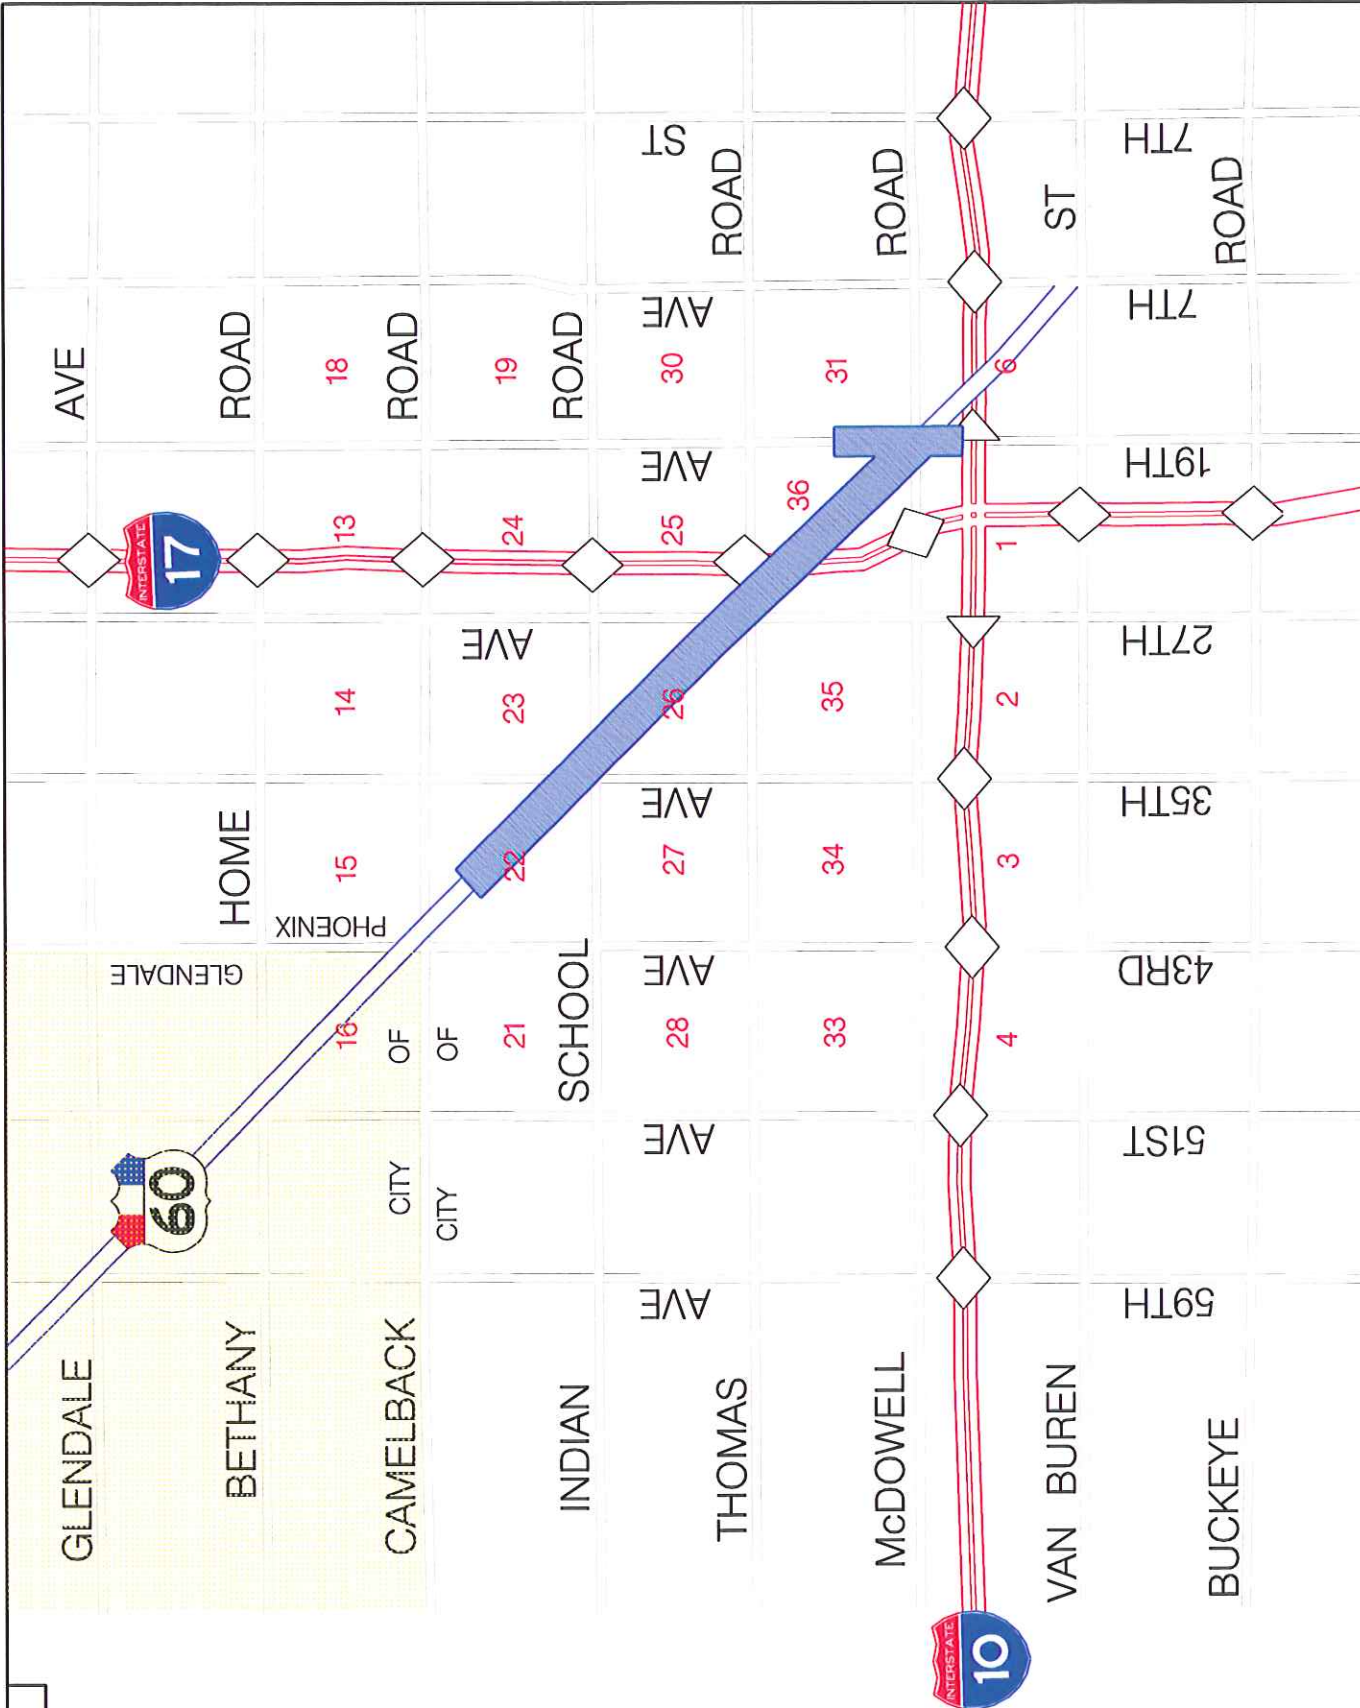 GLENDALE AVE
BETHANY HOME ROAD
CAMELBACK ROAD
INDIAN SCHOOL ROAD
THOMAS ROAD
McDOWELL ROAD
VAN BUREN ST
BUCKEYE ROAD
59TH AVE
51ST AVE
43RD AVE
35TH AVE
27TH AVE
19TH AVE
7TH AVE
7TH ST
CITY OF GLENDALE
CITY OF PHOENIX
INTERSTATE
17
INTERSTATE
10
60
16 15 14 13 18
21 22 23 24 19
28 27 26 25 30
33 34 35 36 31
4 3 2 1 6